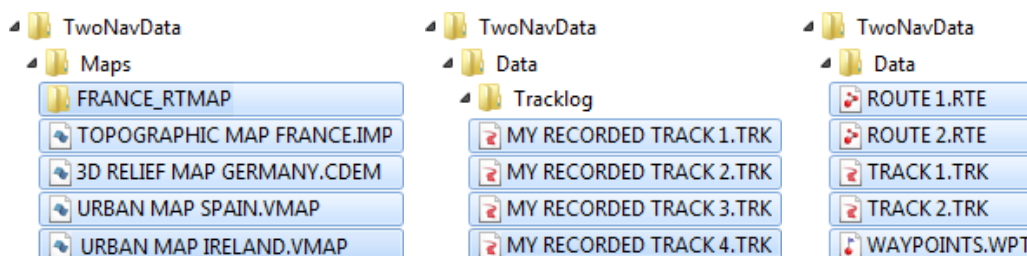 TwoNavData
Maps
FRANCE_RTMAP
TOPOGRAPHIC MAP FRANCE.IMP
3D RELIEF MAP GERMANY.CDEM
URBAN MAP SPAIN.VMAP
URBAN MAP IRELAND.VMAP
TwoNavData
Data
Tracklog
MY RECORDED TRACK 1.TRK
MY RECORDED TRACK 2.TRK
MY RECORDED TRACK 3.TRK
MY RECORDED TRACK 4.TRK
TwoNavData
Data
ROUTE 1.RTE
ROUTE 2.RTE
TRACK 1.TRK
TRACK 2.TRK
WAYPOINTS.WPT